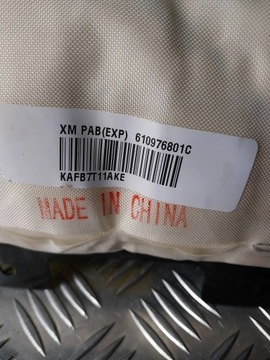 XM PAB(EXP) 610976801C
KAFB7T11AKE
MADE IN CHINA